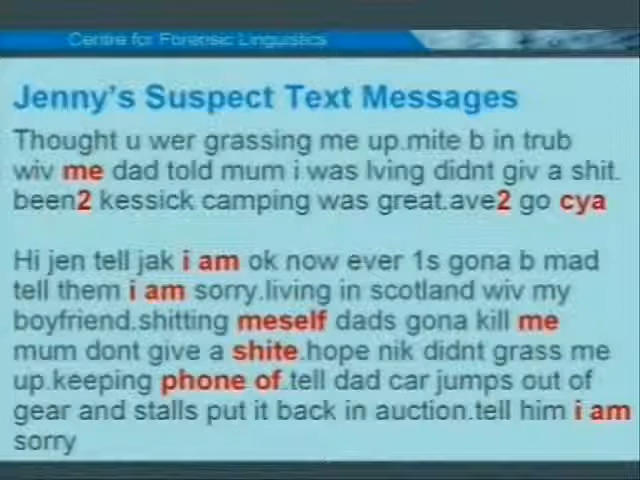 Centre for Forensic Linguistics
Jenny's Suspect Text Messages
Thought u wer grassing me up.mite b in trub
wiv me dad told mum i was lving didnt giv a shit.
been2 kessick camping was great.ave2 go cya
Hi jen tell jak i am ok now ever 1s gona b mad
tell them i am sorry.living in scotland wiv my
boyfriend.shitting meself dads gona kill me
mum dont give a shite.hope nik didnt grass me
up.keeping phone of.tell dad car jumps out of
gear and stalls put it back in auction.tell him i am
sorry